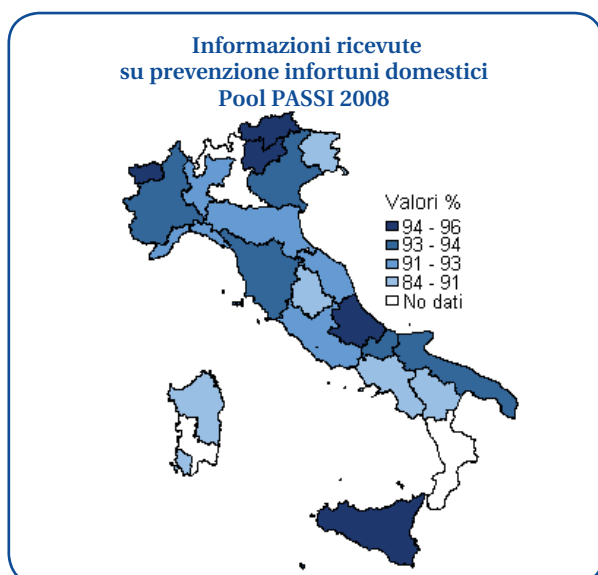 Informazioni ricevute
su prevenzione infortuni domestici
Pool PASSI 2008
Valori %
94 - 96
93 - 94
91 - 93
84 - 91
No dati